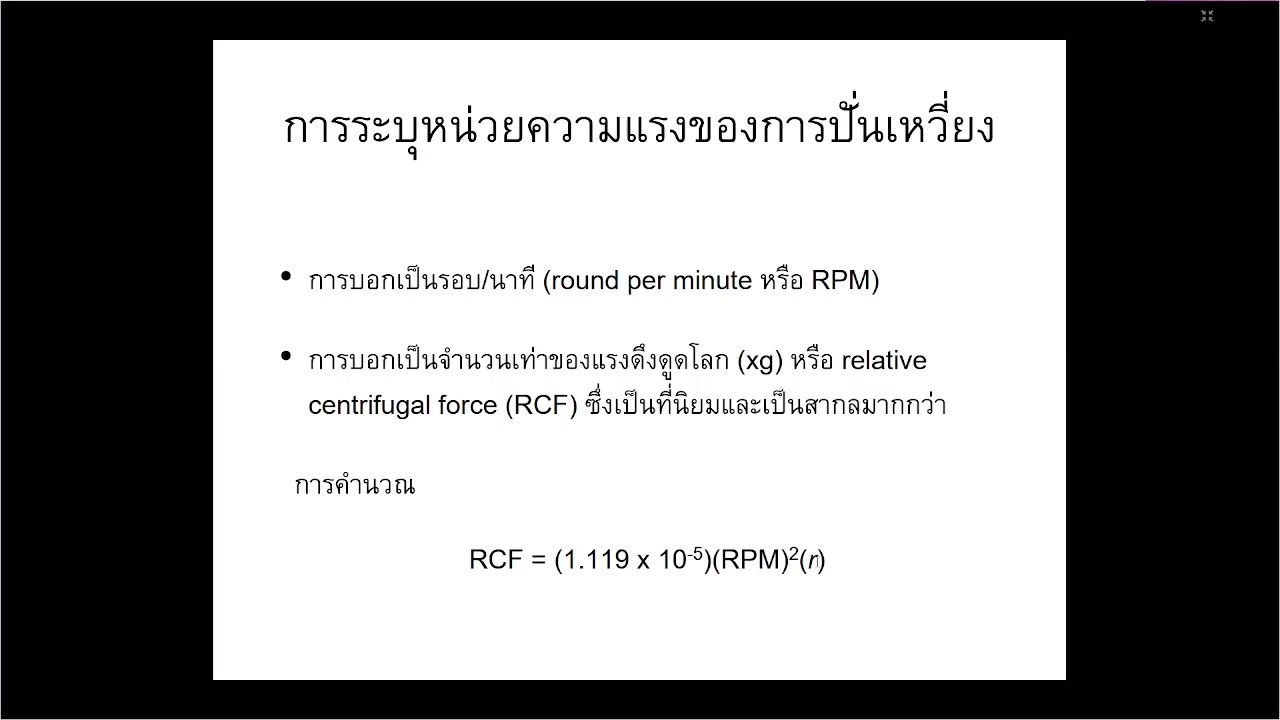 การระบุหน่วยความแรงของการปั่นเหวี่ยง
• การบอกเป็นรอบ/นาที (round per minute หรือ RPM)
• การบอกเป็นจำนวนเท่าของแรงดึงดูดโลก (xg) หรือ relative
centrifugal force (RCF) ซึ่งเป็นที่นิยมและเป็นสากลมากกว่า
การคำนวณ
RCF = (1.119 x 10⁻⁵)(RPM)²(r)